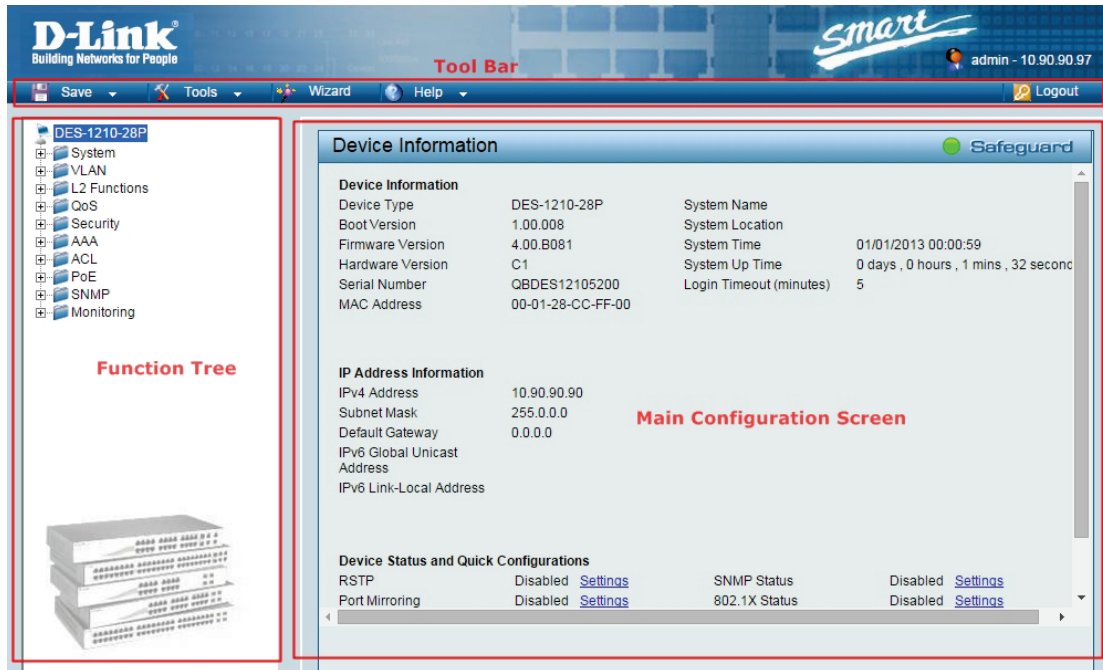 D-Link®
Building Networks for People
smart
admin - 10.90.90.97
Tool Bar
Save Tools Wizard Help Logout
DES-1210-28P
System
VLAN
L2 Functions
QoS
Security
AAA
ACL
PoE
SNMP
Monitoring
Function Tree
Device Information Safeguard
Device Information
Device Type DES-1210-28P System Name
Boot Version 1.00.008 System Location
Firmware Version 4.00.B081 System Time 01/01/2013 00:00:59
Hardware Version C1 System Up Time 0 days , 0 hours , 1 mins , 32 second
Serial Number QBDES12105200 Login Timeout (minutes) 5
MAC Address 00-01-28-CC-FF-00
IP Address Information
IPv4 Address 10.90.90.90
Subnet Mask 255.0.0.0
Default Gateway 0.0.0.0
IPv6 Global Unicast
Address
IPv6 Link-Local Address
Main Configuration Screen
Device Status and Quick Configurations
RSTP Disabled Settings SNMP Status Disabled Settings
Port Mirroring Disabled Settings 802.1X Status Disabled Settings